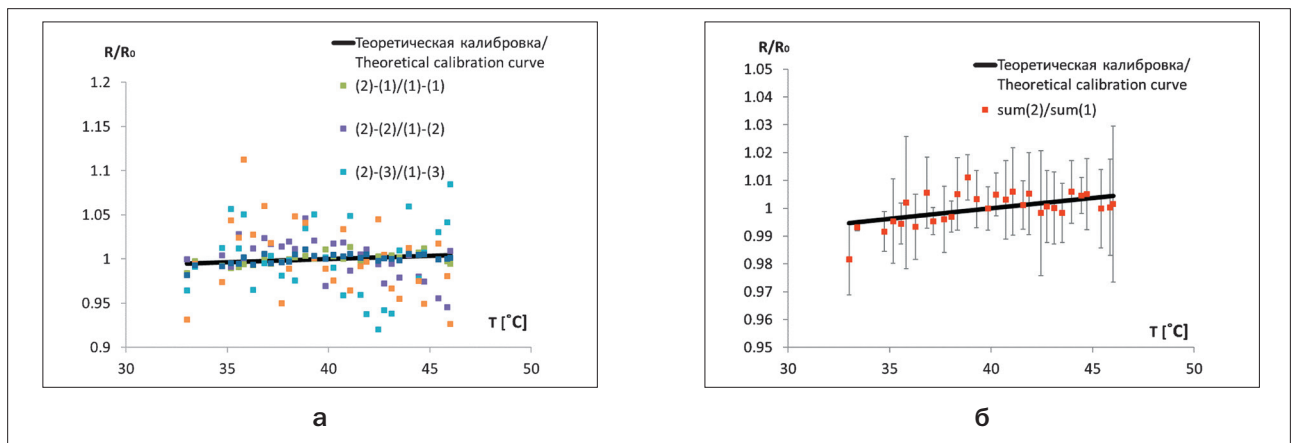 R/R₀
Теоретическая калибровка/
Theoretical calibration curve
(2)-(1)/(1)-(1)
(2)-(2)/(1)-(2)
(2)-(3)/(1)-(3)
1.2
1.15
1.1
1.05
1
0.95
0.9
T [˚C]
30
35
40
45
50
а
R/R₀
Теоретическая калибровка/
Theoretical calibration curve
sum(2)/sum(1)
1.05
1.04
1.03
1.02
1.01
1
0.99
0.98
0.97
0.96
0.95
T [˚C]
30
35
40
45
50
б